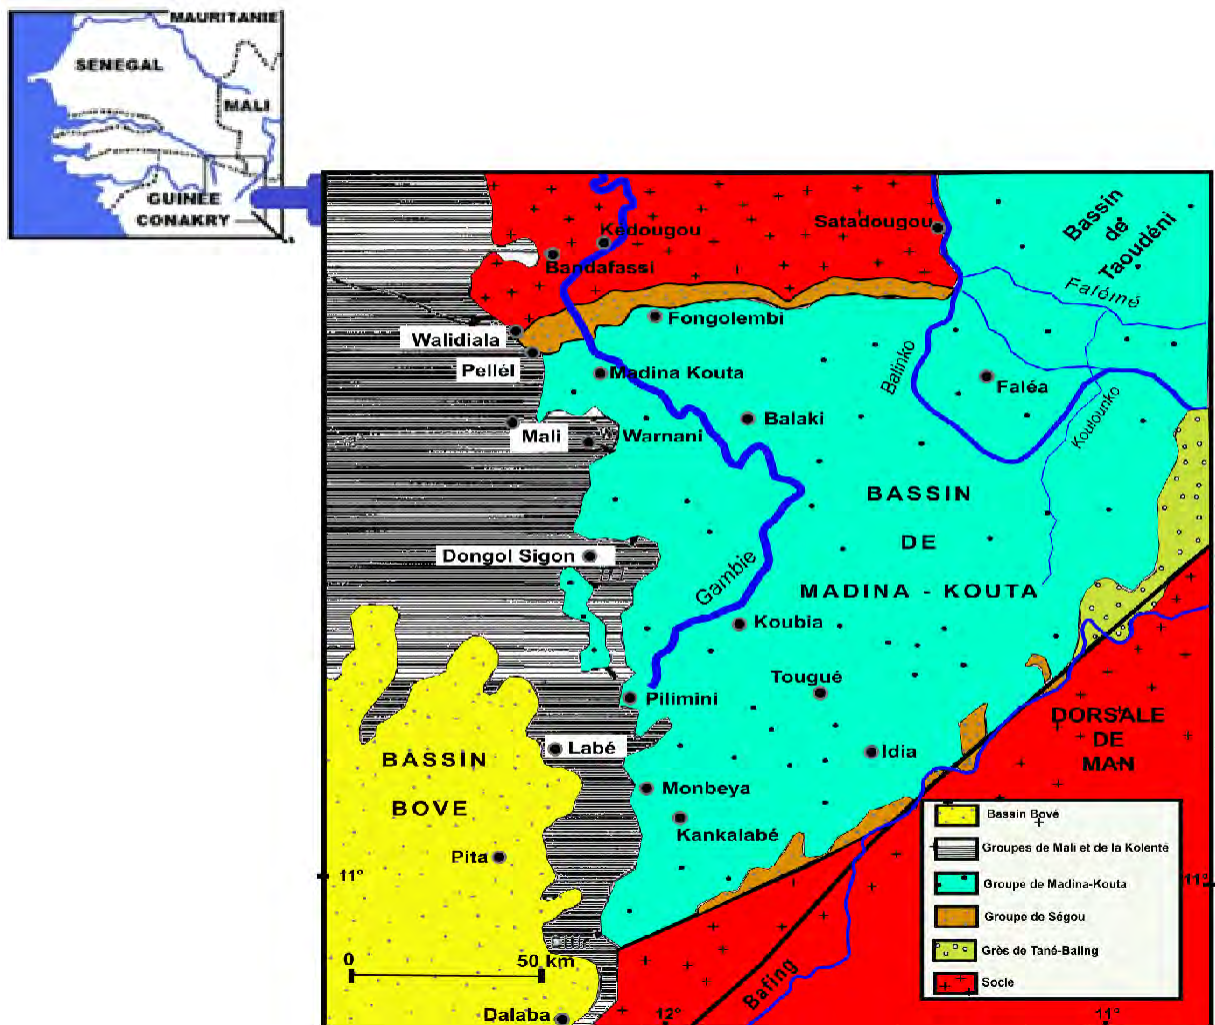 MAURITANIE
SENEGAL
MALI
GUINEE
CONAKRY
Kédougou
Satadougou
Bandafassi
Bassin
de
Taoudéni
Falémé
Walidiala
Fongolembi
Pellél
Madina Kouta
Balinko
Faléa
Mali
Warnani
Balaki
Koulounko
BASSIN
DE
MADINA - KOUTA
Dongol Sigon
Gambie
Koubia
Tougué
Pilimini
DORSALE
DE
MAN
Labé
Idia
BASSIN
BOVE
Monbeya
Kankalabé
Pita
Bassin Bové
Groupes de Mali et de la Kolenté
Groupe de Madina-Kouta
Groupe de Ségou
Grès de Tané-Baling
Socle
11°
11°
0
50 km
Bafing
Dalaba
12°
11°